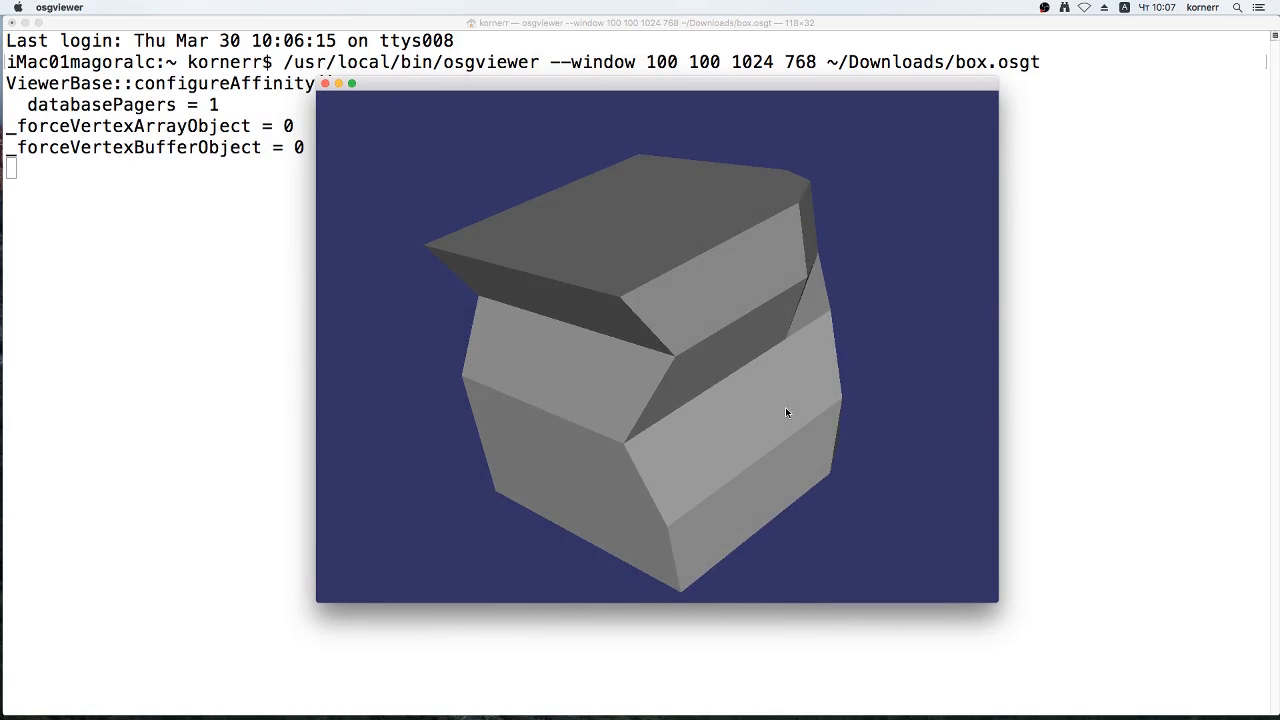 osgviewer
A
Чт 10:07
kornerr
kornerr — osgviewer --window 100 100 1024 768 ~/Downloads/box.osgt — 118×32
Last login: Thu Mar 30 10:06:15 on ttys008
iMac01magoralc:~ kornerr$ /usr/local/bin/osgviewer --window 100 100 1024 768 ~/Downloads/box.osgt
ViewerBase::configureAffinity
databasePagers = 1
_forceVertexArrayObject = 0
_forceVertexBufferObject = 0